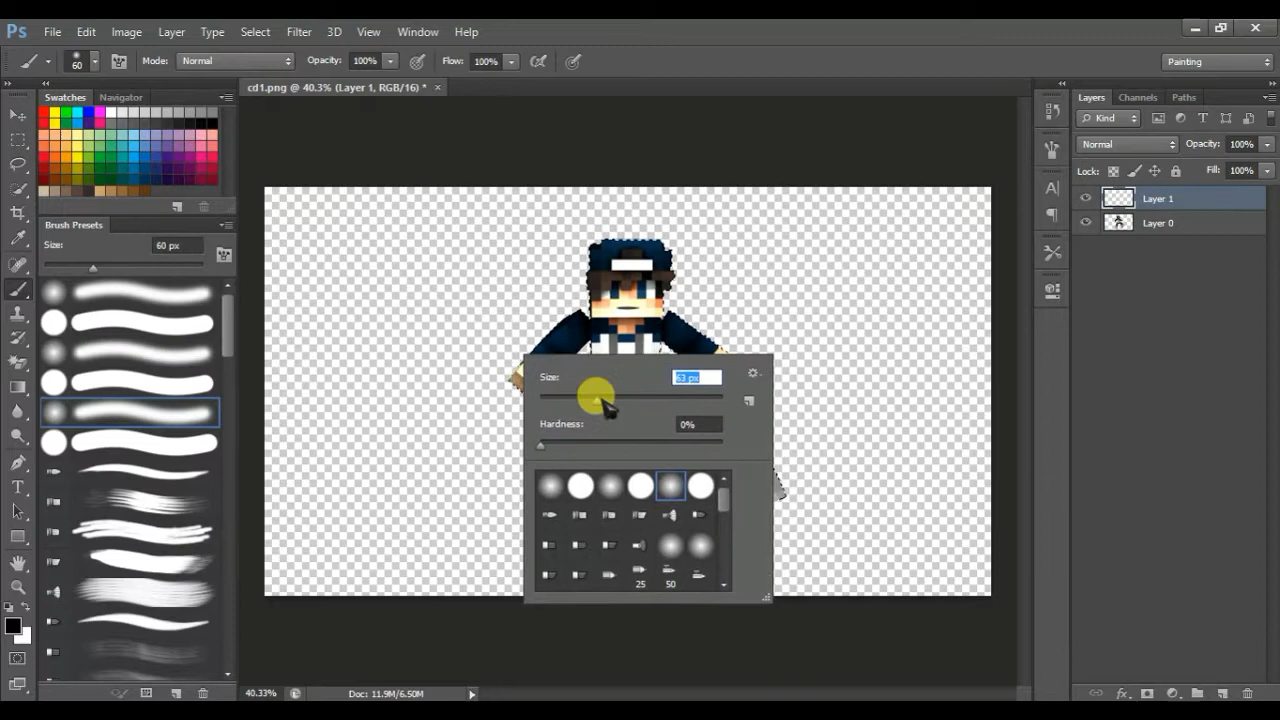 Ps File Edit Image Layer Type Select Filter 3D View Window Help
60 Mode: Normal Opacity: 100% Flow: 100% Painting
Swatches Navigator
cd1.png @ 40.3% (Layer 1, RGB/16) * ×
Layers Channels Paths
Kind
Normal Opacity: 100%
Lock: Fill: 100%
Layer 1
Layer 0
Brush Presets
Size: 60 px
Size: 63 px
Hardness: 0%
25 50
40.33% Doc: 11.9M/6.50M